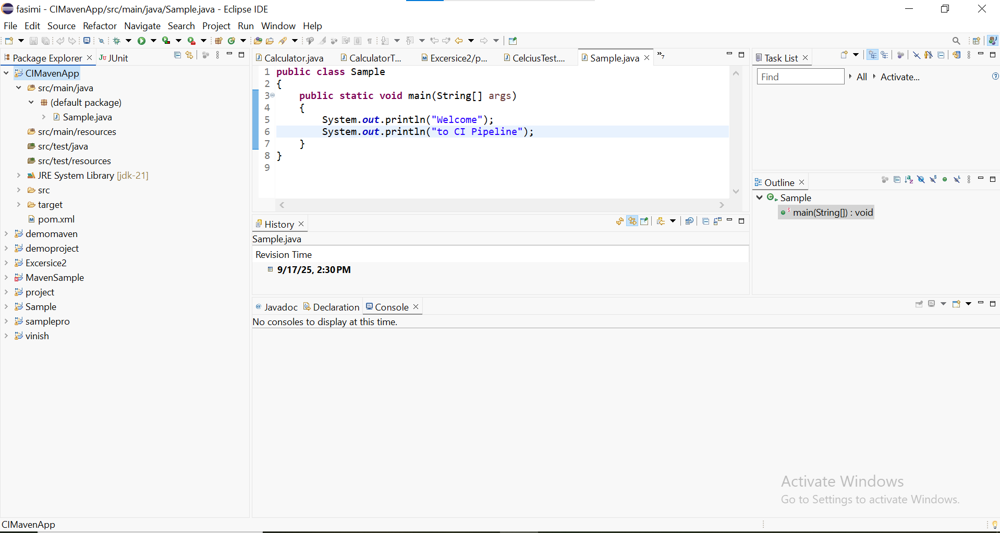 fasimi - CIMavenApp/src/main/java/Sample.java - Eclipse IDE
File Edit Source Refactor Navigate Search Project Run Window Help
Package Explorer
JUnit
CIMavenApp
src/main/java
(default package)
Sample.java
src/main/resources
src/test/java
src/test/resources
JRE System Library [jdk-21]
src
target
pom.xml
demomaven
demoproject
Excersice2
MavenSample
project
Sample
samplepro
vinish
Calculator.java CalculatorT... Excersice2/p... CelciusTest.... Sample.java »7
1 public class Sample
2 {
3 public static void main(String[] args)
4 {
5 System.out.println("Welcome");
6 System.out.println("to CI Pipeline");
7 }
8 }
9
History
Sample.java
Revision Time
9/17/25, 2:30 PM
@ Javadoc Declaration Console
No consoles to display at this time.
Task List
Find All Activate...
Outline
Sample
main(String[]) : void
Activate Windows
Go to Settings to activate Windows.
CIMavenApp